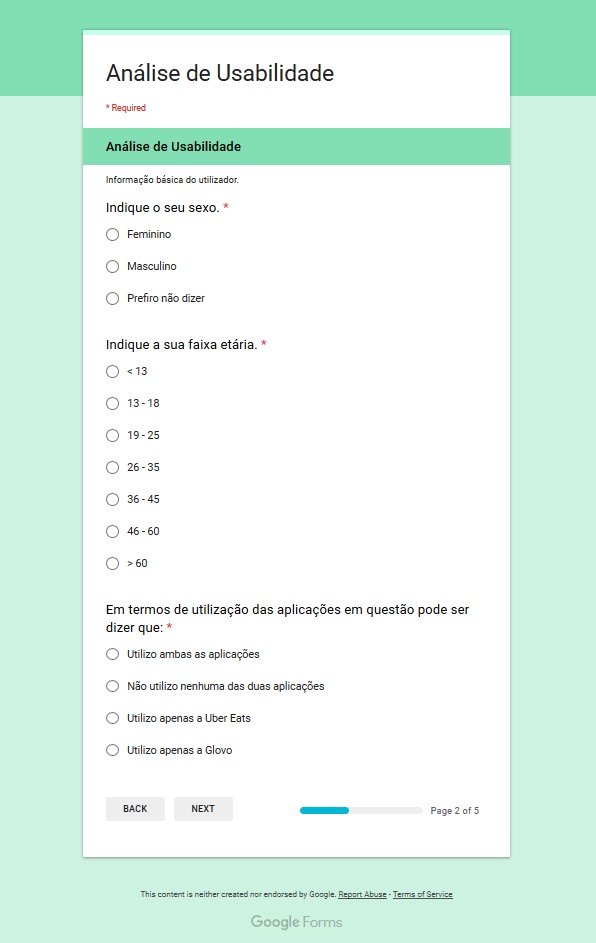 Análise de Usabilidade
* Required
Análise de Usabilidade
Informação básica do utilizador.
Indique o seu sexo. *
Feminino
Masculino
Prefiro não dizer
Indique a sua faixa etária. *
< 13
13 - 18
19 - 25
26 - 35
36 - 45
46 - 60
> 60
Em termos de utilização das aplicações em questão pode ser
dizer que: *
Utilizo ambas as aplicações
Não utilizo nenhuma das duas aplicações
Utilizo apenas a Uber Eats
Utilizo apenas a Glovo
BACK NEXT Page 2 of 5
This content is neither created nor endorsed by Google. Report Abuse - Terms of Service
Google Forms